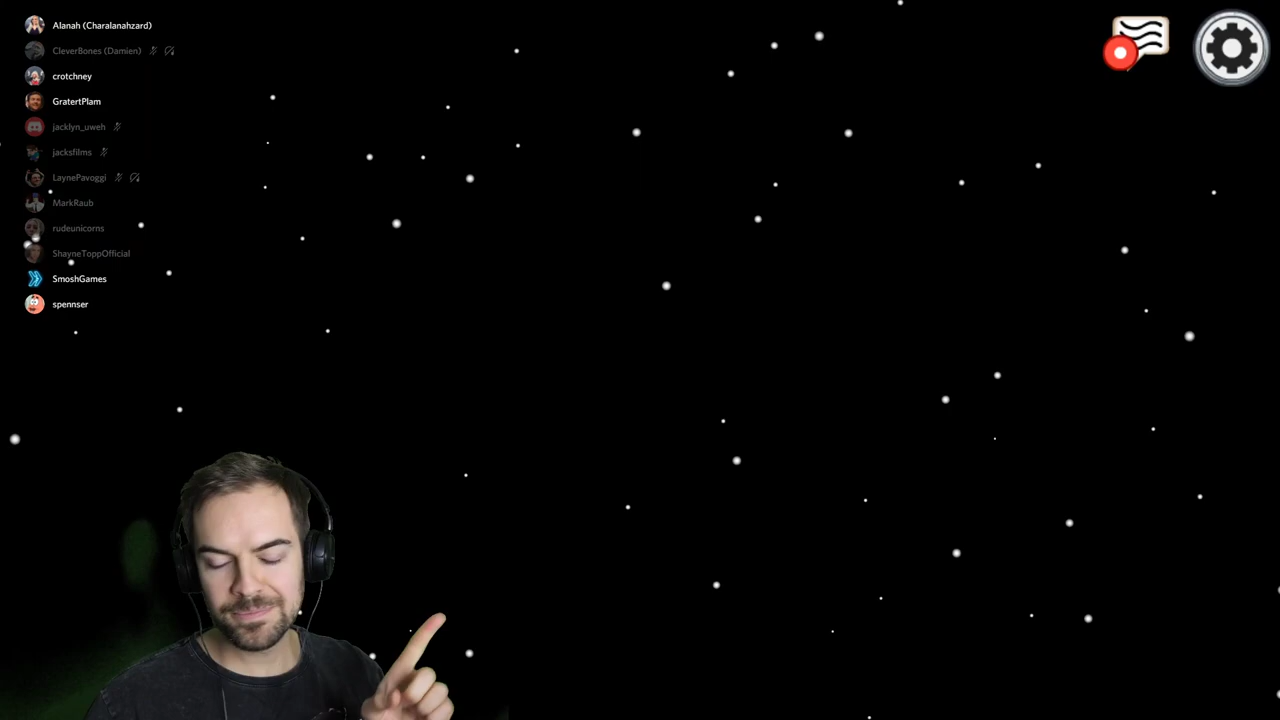 Alanah (Charalanahzard)
CleverBones (Damien)
crotchney
GratertPlam
jacklyn_uweh
jacksfilms
LaynePavoggi
MarkRaub
rudeunicorns
ShayneToppOfficial
SmoshGames
spennser